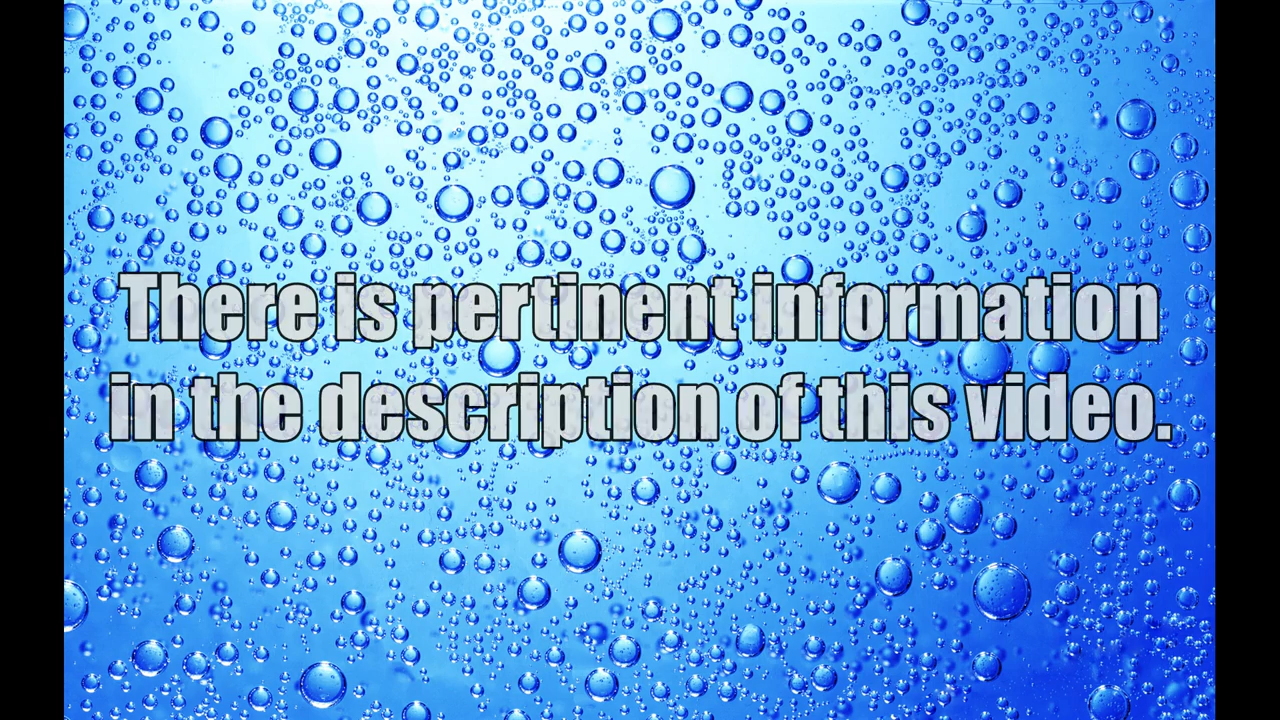 There is pertinent information
in the description of this video.